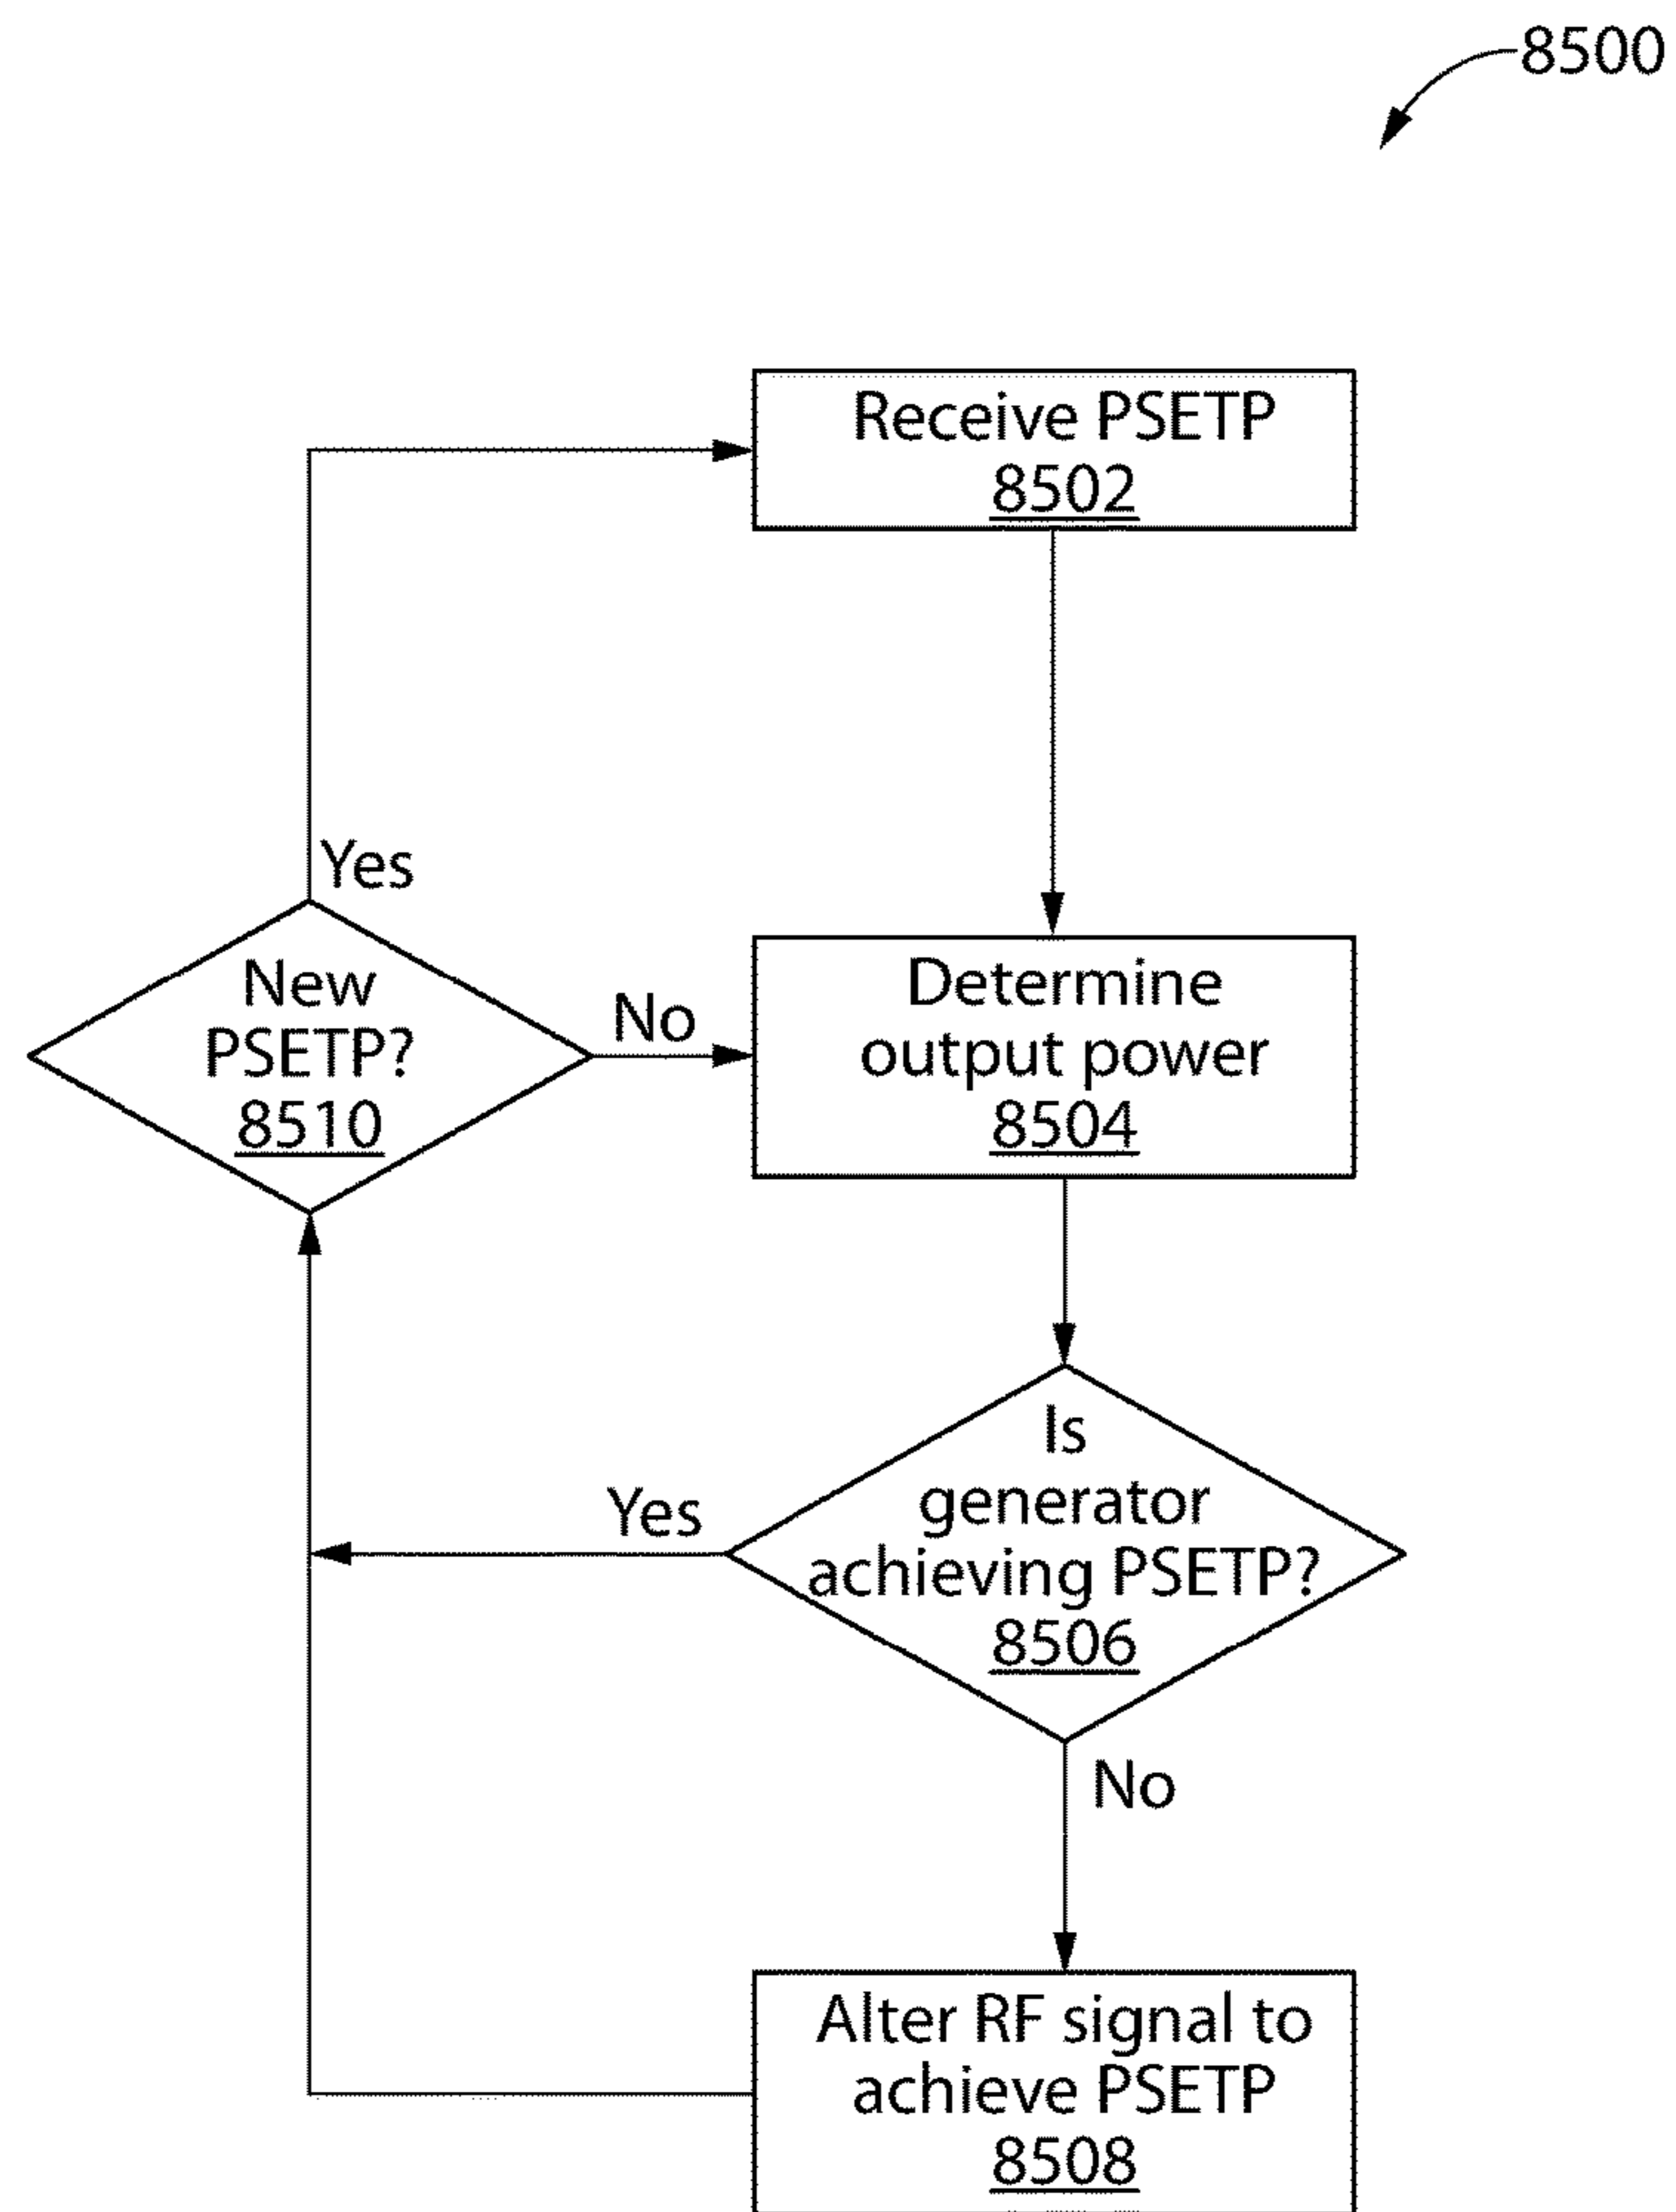 8500
Receive PSETP
8502
Yes
New
PSETP?
8510
No
Determine
output power
8504
Is
generator
achieving PSETP?
8506
Yes
No
Alter RF signal to
achieve PSETP
8508